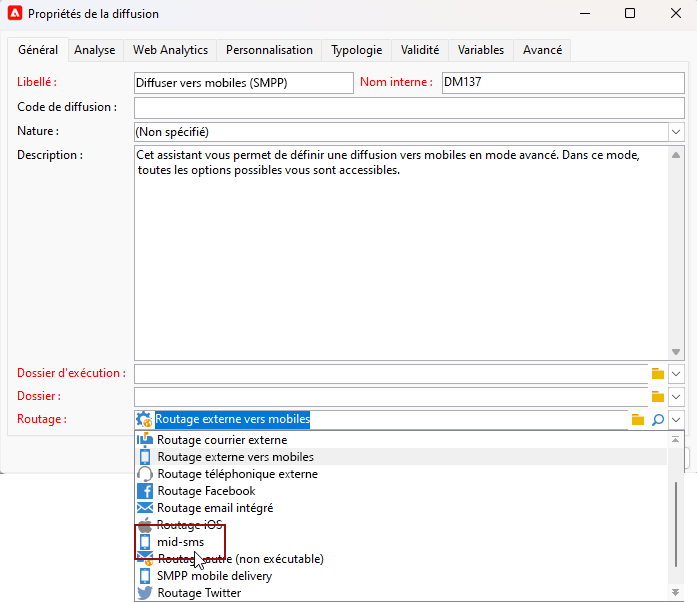 Propriétés de la diffusion
Général Analyse Web Analytics Personnalisation Typologie Validité Variables Avancé
Libellé : Diffuser vers mobiles (SMPP) Nom interne : DM137
Code de diffusion :
Nature : (Non spécifié)
Description : Cet assistant vous permet de définir une diffusion vers mobiles en mode avancé. Dans ce mode,
toutes les options possibles vous sont accessibles.
Dossier d'exécution :
Dossier :
Routage : Routage externe vers mobiles
Routage courrier externe
Routage externe vers mobiles
Routage téléphonique externe
Routage Facebook
Routage email intégré
Routage iOS
mid-sms
Routage autre (non exécutable)
SMPP mobile delivery
Routage Twitter